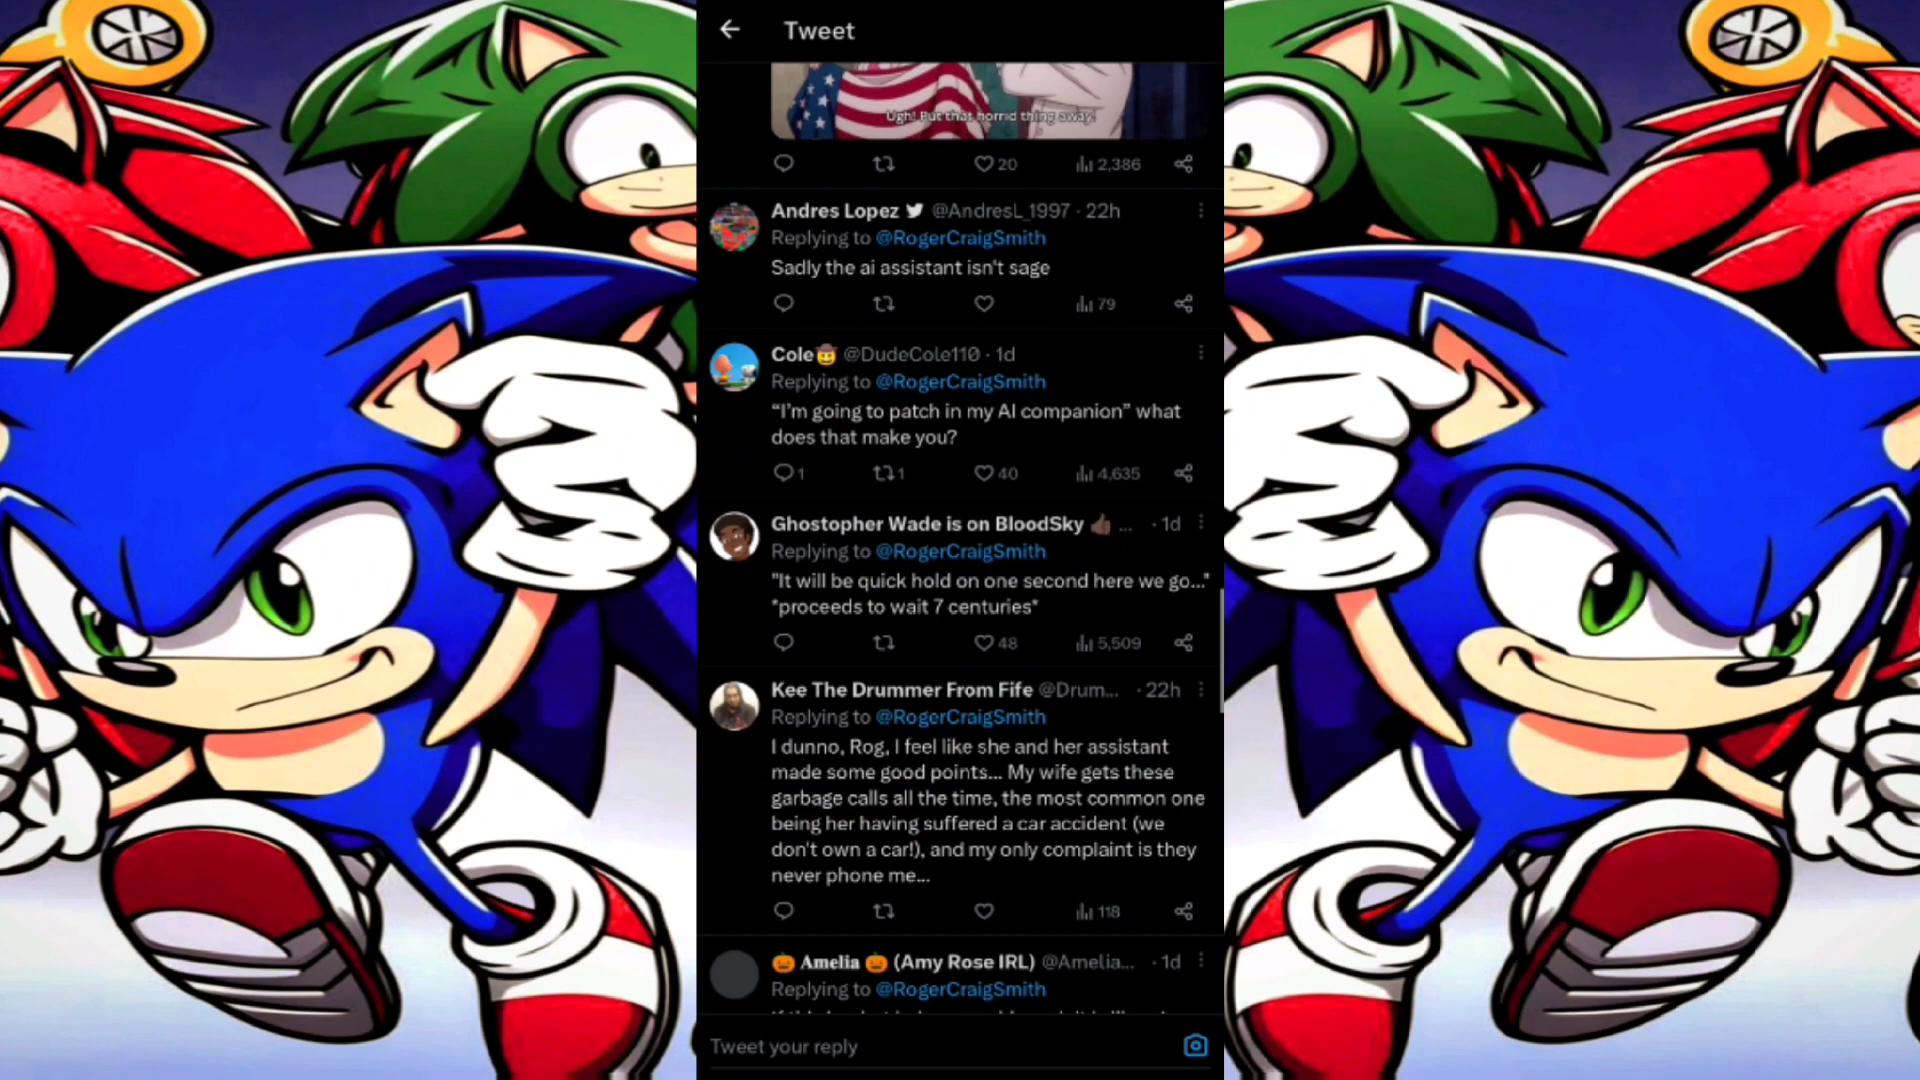 Tweet
Ugh! Put that horrid thing away!
20 2,386
Andres Lopez @AndresL_1997 · 22h
Replying to @RogerCraigSmith
Sadly the ai assistant isn't sage
79
Cole🤠 @DudeCole110 · 1d
Replying to @RogerCraigSmith
“I’m going to patch in my AI companion” what
does that make you?
1 1 40 4,635
Ghostopher Wade is on BloodSky 👍🏾 ... · 1d
Replying to @RogerCraigSmith
"It will be quick hold on one second here we go..."
*proceeds to wait 7 centuries*
48 5,509
Kee The Drummer From Fife @Drum... · 22h
Replying to @RogerCraigSmith
I dunno, Rog, I feel like she and her assistant
made some good points... My wife gets these
garbage calls all the time, the most common one
being her having suffered a car accident (we
don't own a car!), and my only complaint is they
never phone me...
118
🎃 Amelia 🎃 (Amy Rose IRL) @Amelia... · 1d
Replying to @RogerCraigSmith
Tweet your reply